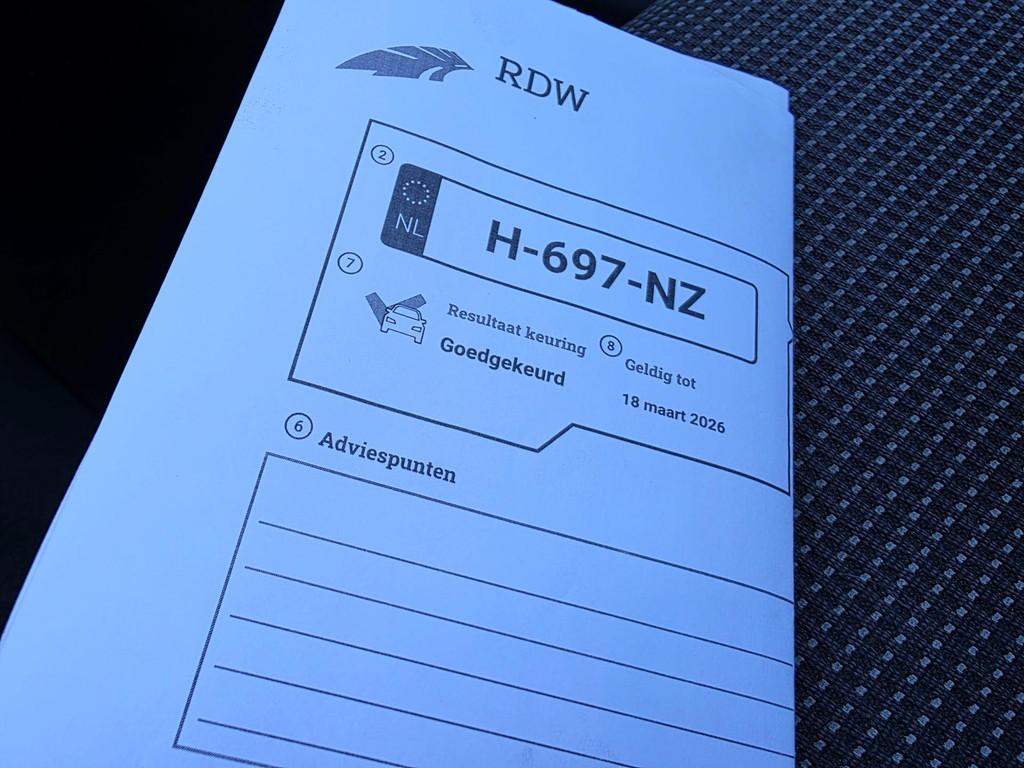 RDW
2
NL
H-697-NZ
7
Resultaat keuring
Goedgekeurd
8
Geldig tot
18 maart 2026
6
Adviespunten